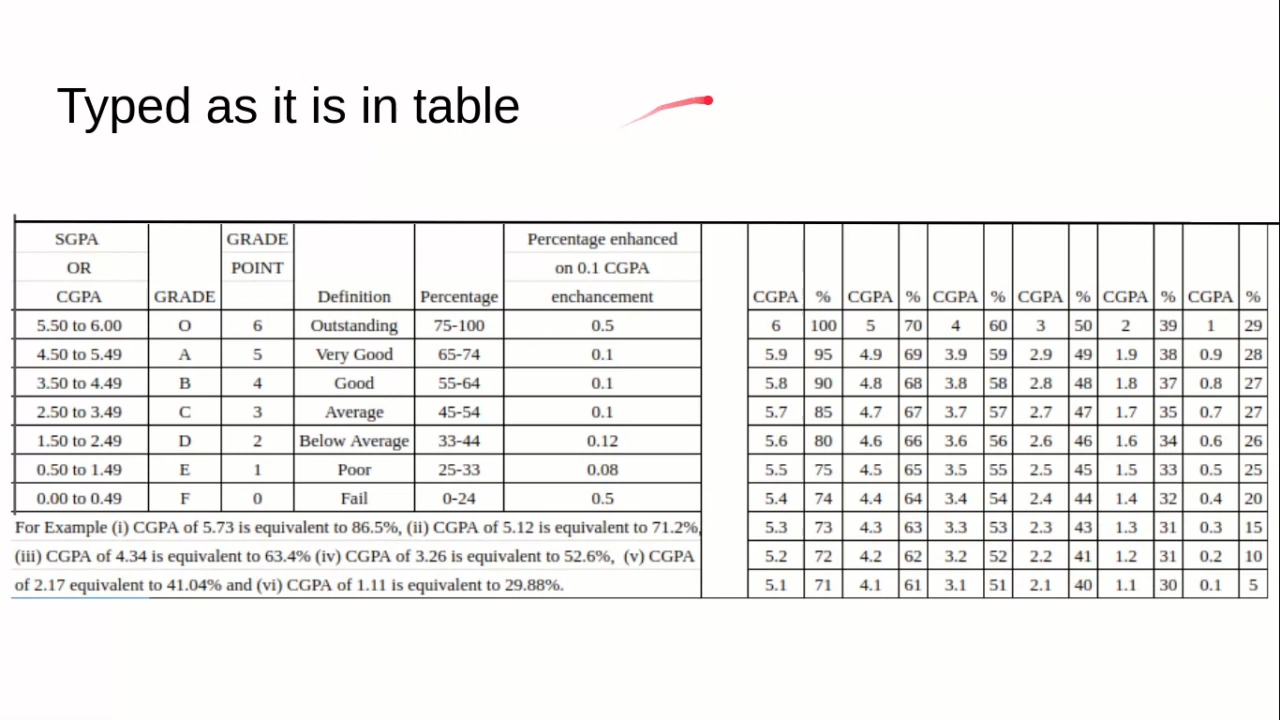 Typed as it is in table
SGPA OR CGPA GRADE GRADE POINT Definition Percentage Percentage enhanced on 0.1 CGPA enchancement CGPA % CGPA % CGPA % CGPA % CGPA % CGPA %
5.50 to 6.00 O 6 Outstanding 75-100 0.5 6 100 5 70 4 60 3 50 2 39 1 29
4.50 to 5.49 A 5 Very Good 65-74 0.1 5.9 95 4.9 69 3.9 59 2.9 49 1.9 38 0.9 28
3.50 to 4.49 B 4 Good 55-64 0.1 5.8 90 4.8 68 3.8 58 2.8 48 1.8 37 0.8 27
2.50 to 3.49 C 3 Average 45-54 0.1 5.7 85 4.7 67 3.7 57 2.7 47 1.7 35 0.7 27
1.50 to 2.49 D 2 Below Average 33-44 0.12 5.6 80 4.6 66 3.6 56 2.6 46 1.6 34 0.6 26
0.50 to 1.49 E 1 Poor 25-33 0.08 5.5 75 4.5 65 3.5 55 2.5 45 1.5 33 0.5 25
0.00 to 0.49 F 0 Fail 0-24 0.5 5.4 74 4.4 64 3.4 54 2.4 44 1.4 32 0.4 20
For Example (i) CGPA of 5.73 is equivalent to 86.5%, (ii) CGPA of 5.12 is equivalent to 71.2%, 5.3 73 4.3 63 3.3 53 2.3 43 1.3 31 0.3 15
(iii) CGPA of 4.34 is equivalent to 63.4% (iv) CGPA of 3.26 is equivalent to 52.6%, (v) CGPA 5.2 72 4.2 62 3.2 52 2.2 41 1.2 31 0.2 10
of 2.17 equivalent to 41.04% and (vi) CGPA of 1.11 is equivalent to 29.88%. 5.1 71 4.1 61 3.1 51 2.1 40 1.1 30 0.1 5